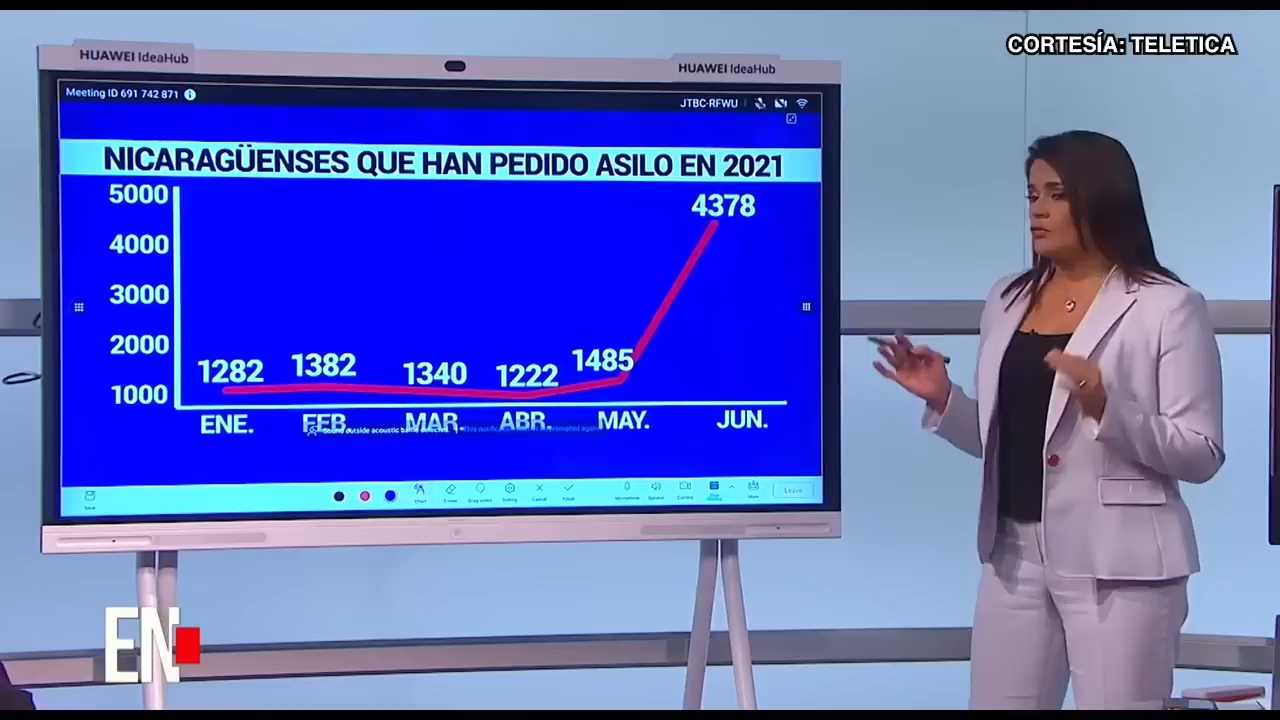 CORTESÍA: TELETICA
HUAWEI IdeaHub
HUAWEI IdeaHub
Meeting ID 691 742 871
JTBC-RFWU
NICARAGÜENSES QUE HAN PEDIDO ASILO EN 2021
5000
4378
4000
3000
2000
1282 1382 1340 1222 1485
1000
ENE. FEB. MAR. ABR. MAY. JUN.
Leave
EN